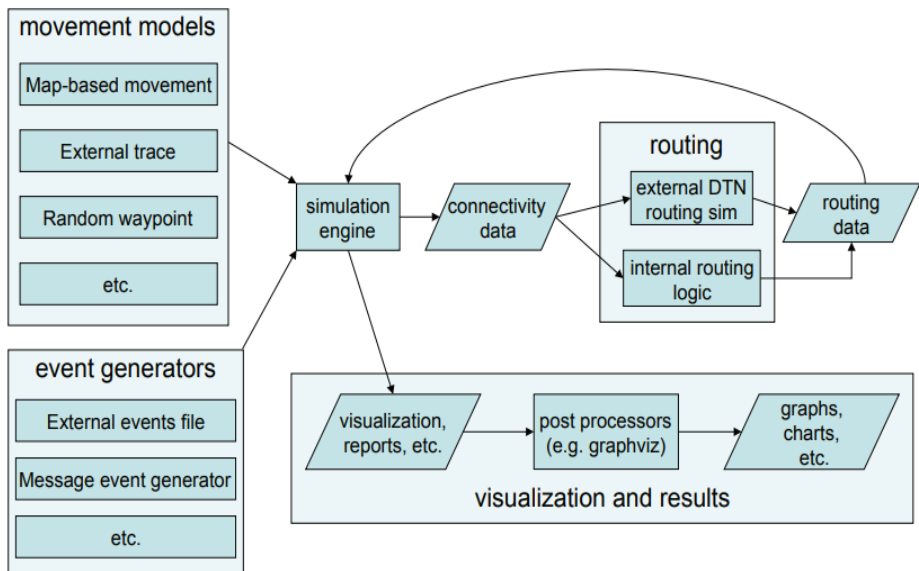 movement models
Map-based movement
External trace
Random waypoint
etc.
event generators
External events file
Message event generator
etc.
simulation
engine
connectivity
data
routing
external DTN
routing sim
internal routing
logic
routing
data
visualization,
reports, etc.
post processors
(e.g. graphviz)
graphs,
charts,
etc.
visualization and results